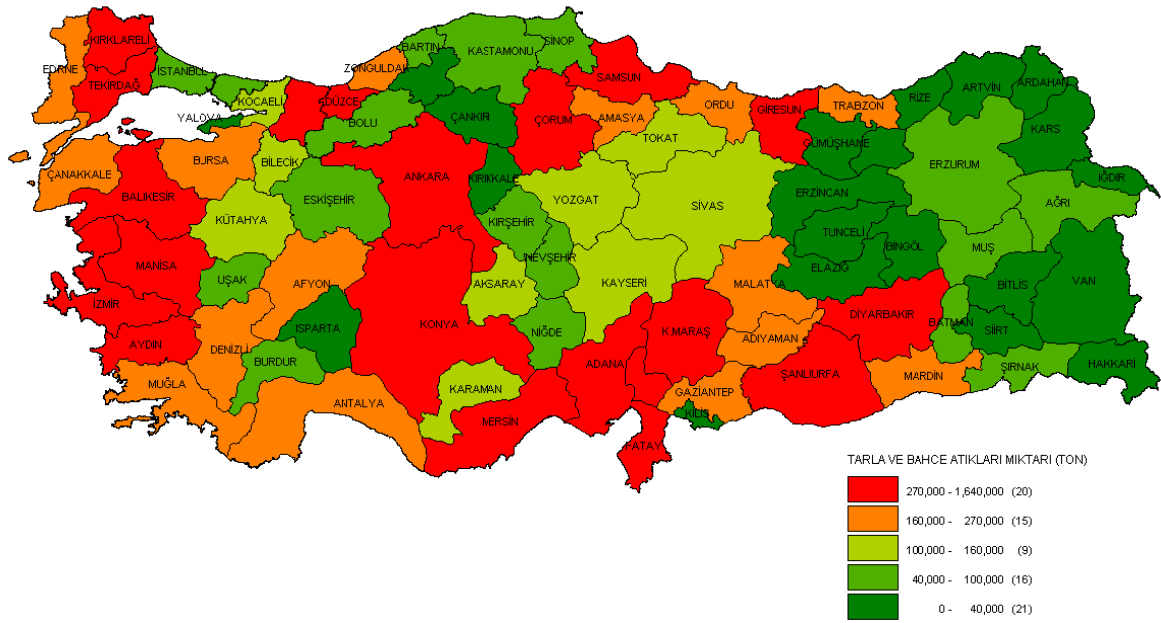 KIRKLARELİ
EDRNE
TEKİRDAĞ
İSTANBLL
KOCAELİ
YALOVA
DÜZCE
BOLU
ZONGULDAK
BARTIN
KASTAMONU
SİNOP
ÇANKIRI
SAMSUN
ÇORUM
AMASYA
ORDU
GİRESUN
TRABZON
RİZE
ARTVİN
ARDAHAN
KARS
TOKAT
GÜMÜŞHANE
ERZURUM
IĞDIR
AĞRI
ÇANAKKALE
BJRSA
BİLECİK
BALIKESİR
KÜTAHYA
ESKİŞEHİR
ANKARA
KIRIKKALE
YOZGAT
SİVAS
ERZİNCAN
TUNCELİ
BİNGÖL
ELAZIĞ
MUŞ
BİTLİS
VAN
KIRŞEHİR
NEVŞEHİR
MANİSA
UŞAK
AFYON
İZMİR
AKSARAY
KAYSERİ
MALATYA
DİYARBAKIR
BATMAN
SİİRT
AYDIN
DENİZLİ
ISPARTA
KONYA
NİĞDE
K.MARAŞ
ADIYAMAN
BURDUR
MUĞLA
ANTALYA
KARAMAN
ADANA
GAZİANTEP
ŞANLIURFA
MARDİN
ŞIRNAK
HAKKARİ
MERSİN
KİLİS
FATAY
TARLA VE BAHCE ATIKLARI MIKTARI (TON)
270,000 - 1,640,000 (20)
160,000 - 270,000 (15)
100,000 - 160,000 (9)
40,000 - 100,000 (16)
0 - 40,000 (21)